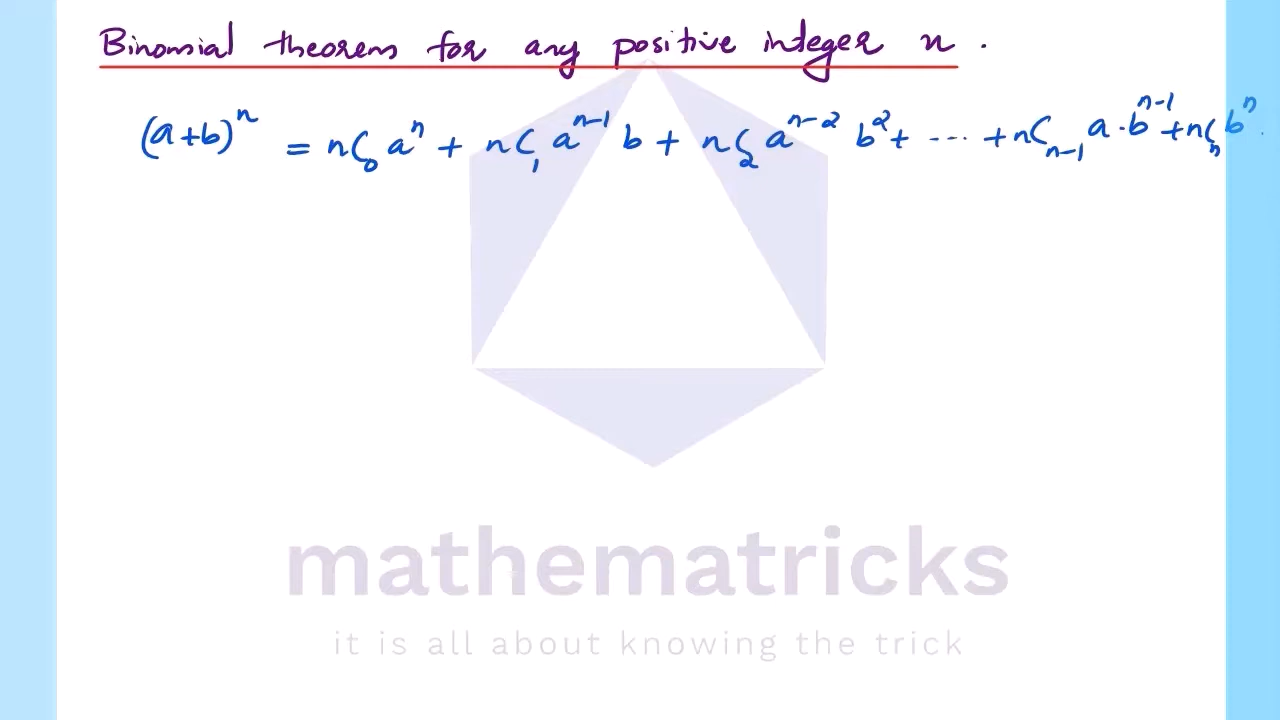 Binomial theorem for any positive integer n.
(a+b)^n = nC_0 a^n + nC_1 a^{n-1} b + nC_2 a^{n-2} b^2 + ... + nC_{n-1} a·b^{n-1} + nC_n b^n.
mathematricks
it is all about knowing the trick